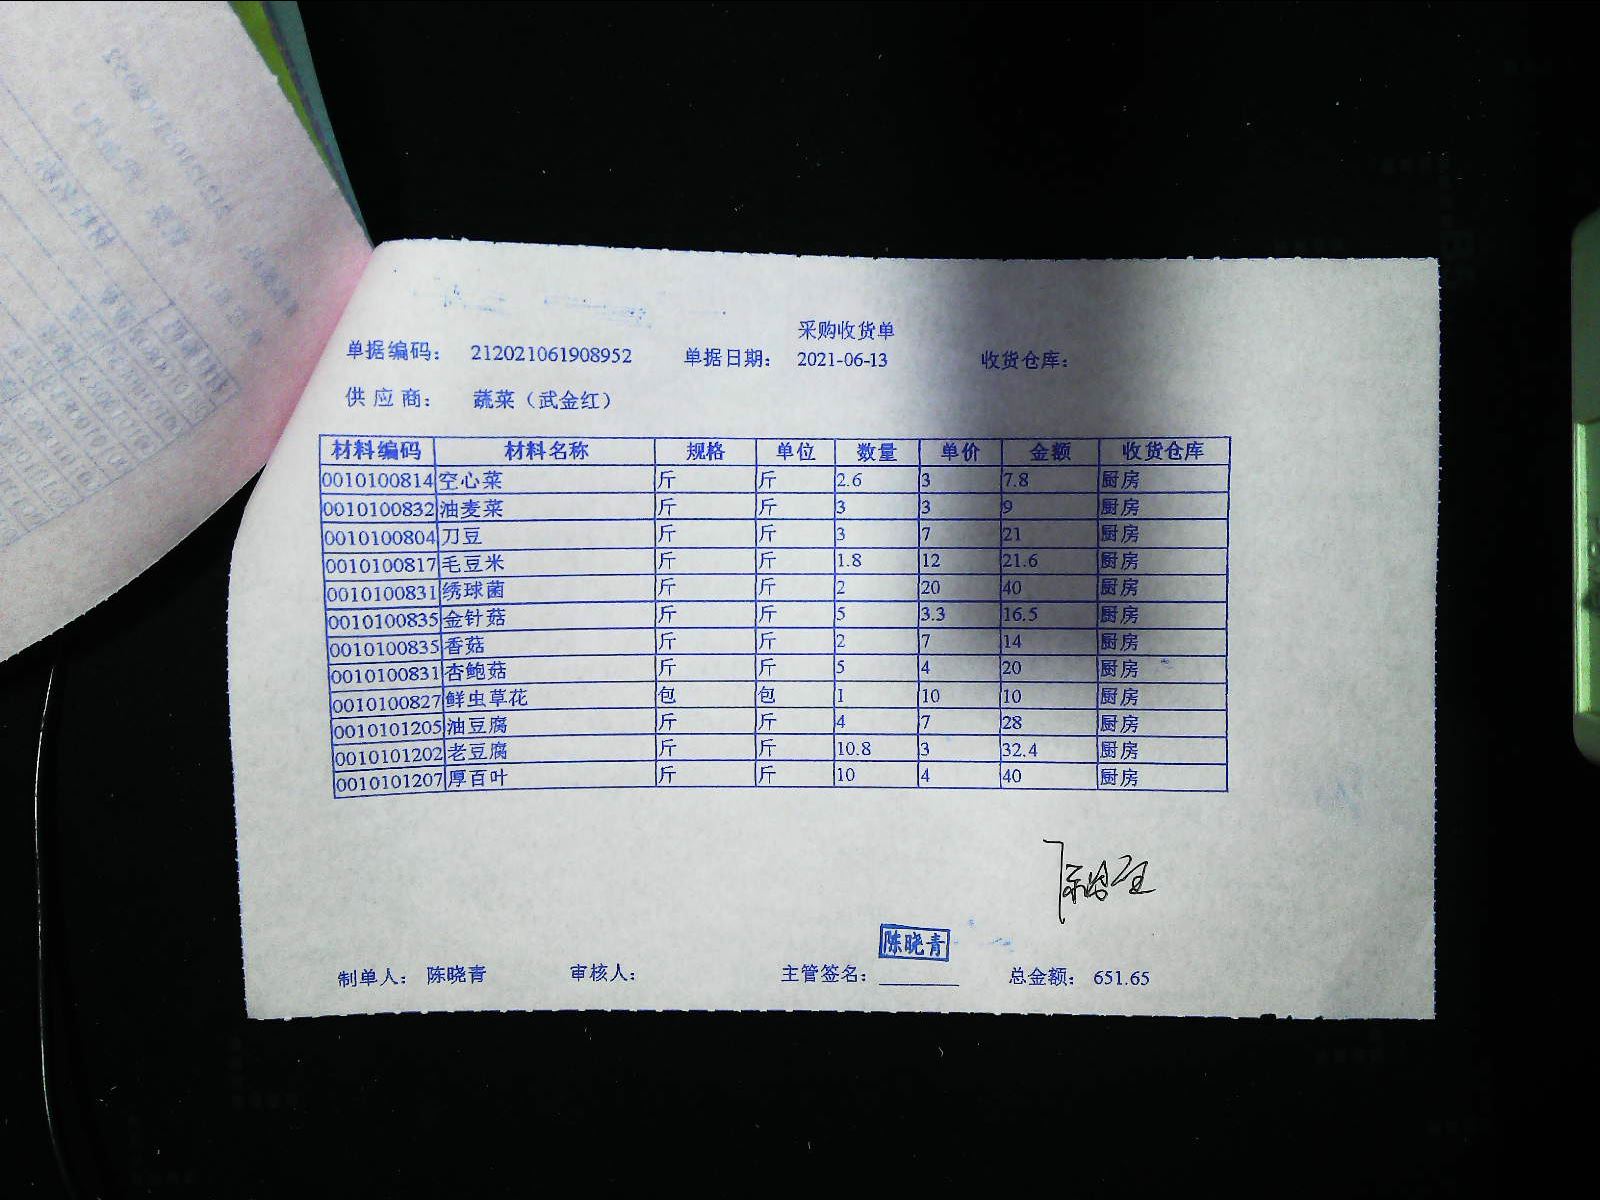 采购收货单
单据编码： 212021061908952 单据日期： 2021-06-13 收货仓库：
供应商： 蔬菜（武金红）
材料编码 材料名称 规格 单位 数量 单价 金额 收货仓库
0010100814 空心菜 斤 斤 2.6 3 7.8 厨房
0010100832 油麦菜 斤 斤 3 3 9 厨房
0010100804 刀豆 斤 斤 3 7 21 厨房
0010100817 毛豆米 斤 斤 1.8 12 21.6 厨房
0010100831 绣球菌 斤 斤 2 20 40 厨房
0010100835 金针菇 斤 斤 5 3.3 16.5 厨房
0010100835 香菇 斤 斤 2 7 14 厨房
0010100831 杏鲍菇 斤 斤 5 4 20 厨房
0010100827 鲜虫草花 包 包 1 10 10 厨房
0010101205 油豆腐 斤 斤 4 7 28 厨房
0010101202 老豆腐 斤 斤 10.8 3 32.4 厨房
0010101207 厚百叶 斤 斤 10 4 40 厨房
陈晓青
制单人： 陈晓青 审核人： 主管签名： 总金额： 651.65